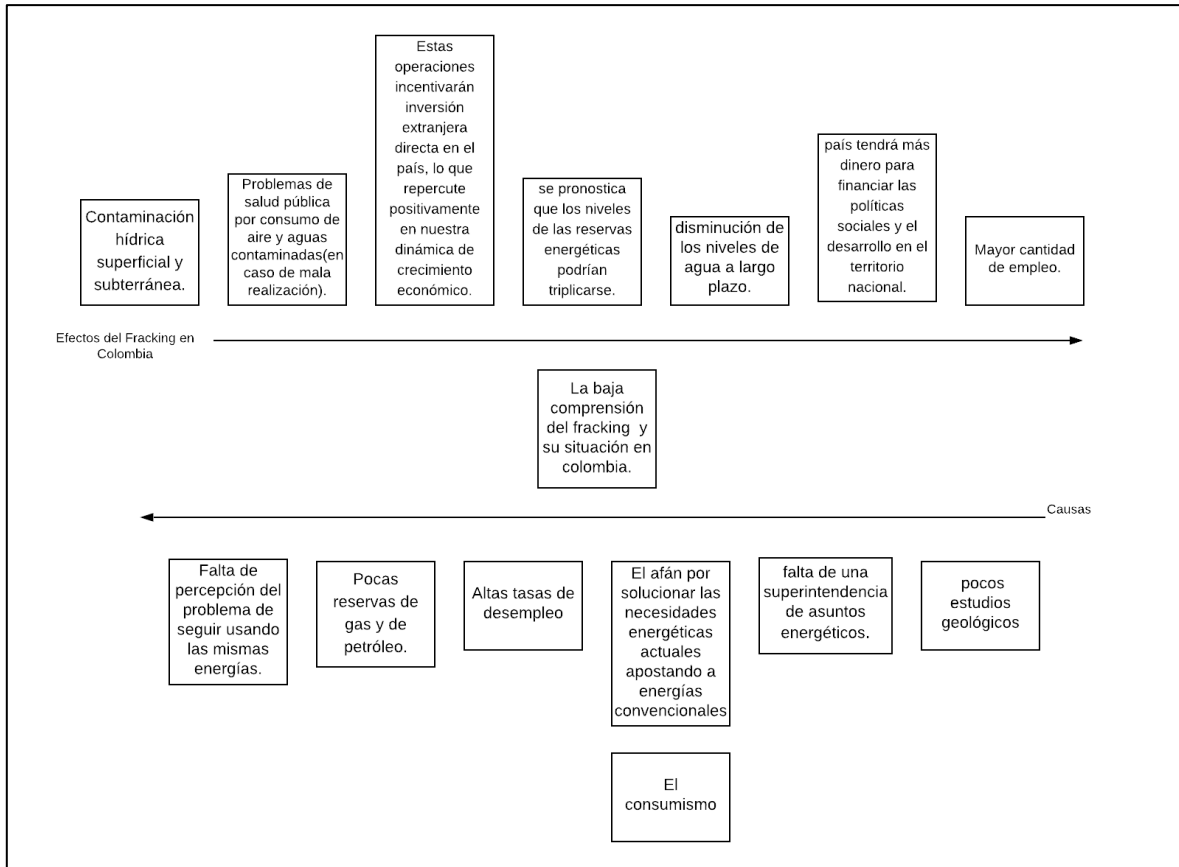 Contaminación
hídrica
superficial y
subterránea.
Problemas de
salud pública
por consumo de
aire y aguas
contaminadas(en
caso de mala
realización).
Estas
operaciones
incentivarán
inversión
extranjera
directa en el
país, lo que
repercute
positivamente
en nuestra
dinámica de
crecimiento
económico.
se pronostica
que los niveles
de las reservas
energéticas
podrían
triplicarse.
disminución de
los niveles de
agua a largo
plazo.
país tendrá más
dinero para
financiar las
políticas
sociales y el
desarrollo en el
territorio
nacional.
Mayor cantidad
de empleo.
Efectos del Fracking en
Colombia
La baja
comprensión
del fracking y
su situación en
colombia.
Causas
Falta de
percepción del
problema de
seguir usando
las mismas
energías.
Pocas
reservas de
gas y de
petróleo.
Altas tasas de
desempleo
El afán por
solucionar las
necesidades
energéticas
actuales
apostando a
energías
convencionales
falta de una
superintendencia
de asuntos
energéticos.
pocos
estudios
geológicos
El
consumismo